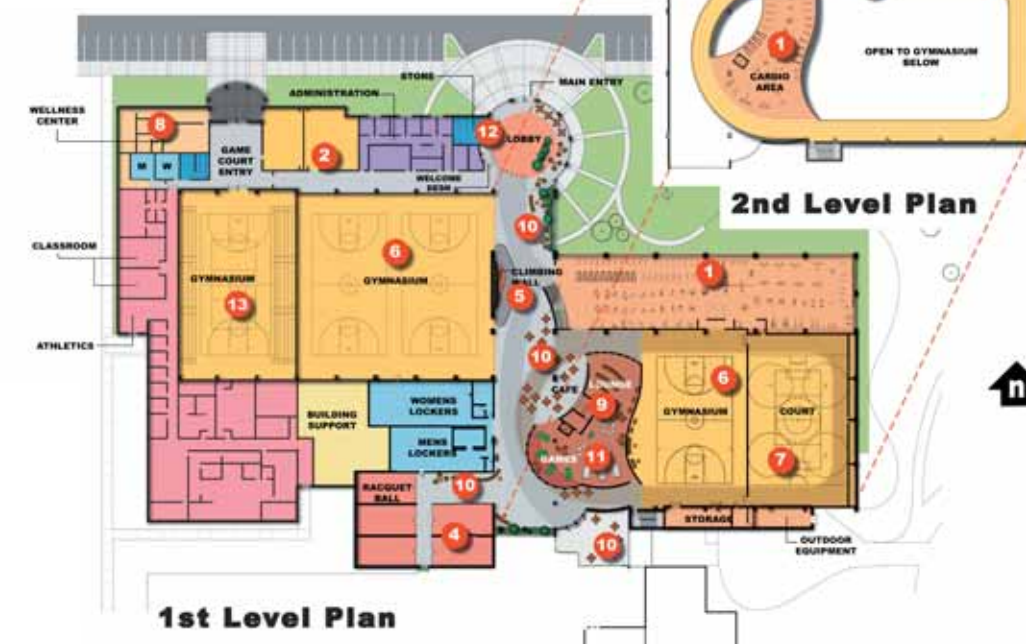 1
CARDIO
AREA
OPEN TO GYMNASIUM
BELOW
2nd Level Plan
STORE
MAIN ENTRY
ADMINISTRATION
WELLNESS
CENTER
8
M
W
GAME
COURT
ENTRY
2
12
LOBBY
WELCOME
DESK
10
CLASSROOM
GYMNASIUM
13
6
GYMNASIUM
CLIMBING
WALL
5
1
ATHLETICS
10
CAFE
LOUNGE
9
6
GYMNASIUM
COURT
7
n
BUILDING
SUPPORT
WOMENS
LOCKERS
MENS
LOCKERS
GAMES
11
RACQUET
BALL
10
4
10
STORAGE
OUTDOOR
EQUIPMENT
1st Level Plan